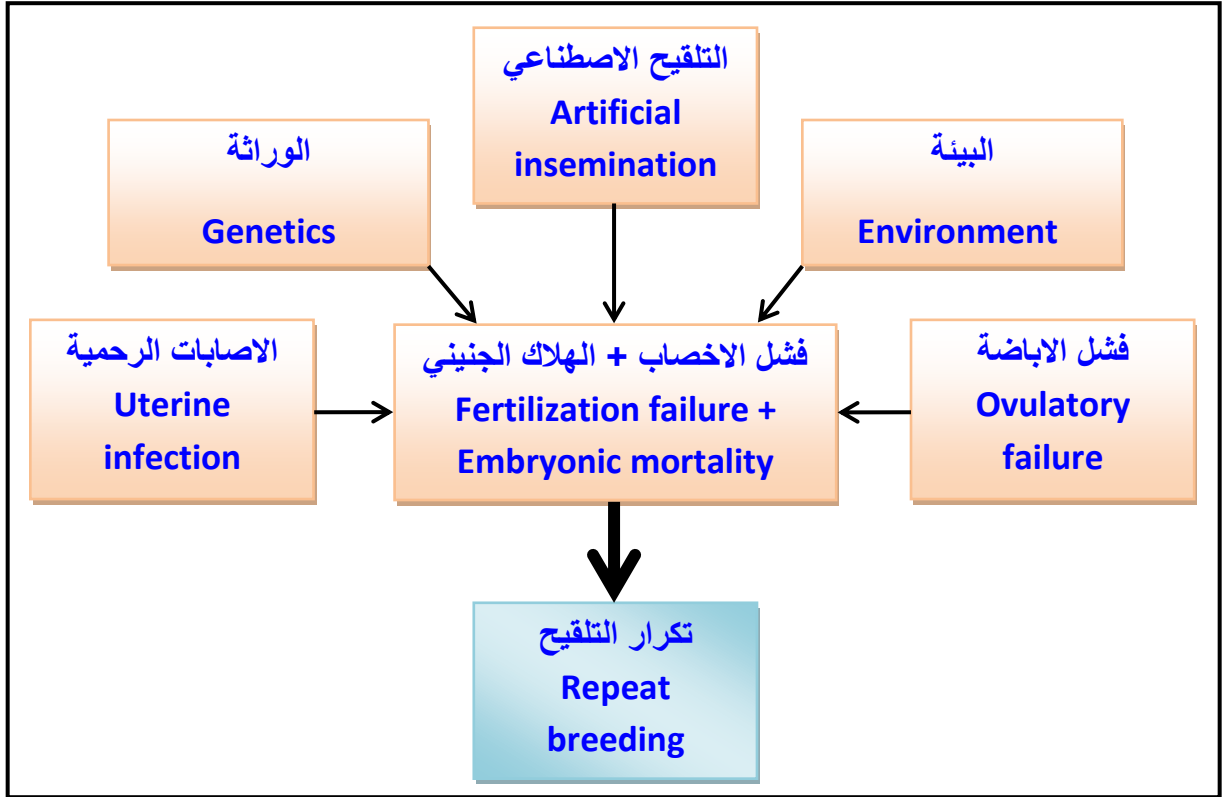 التلقيح الاصطناعي
Artificial
insemination
الوراثة
Genetics
البيئة
Environment
الاصابات الرحمية
Uterine
infection
فشل الاخصاب + الهلاك الجنيني
Fertilization failure +
Embryonic mortality
فشل الاباضة
Ovulatory
failure
تكرار التلقيح
Repeat
breeding